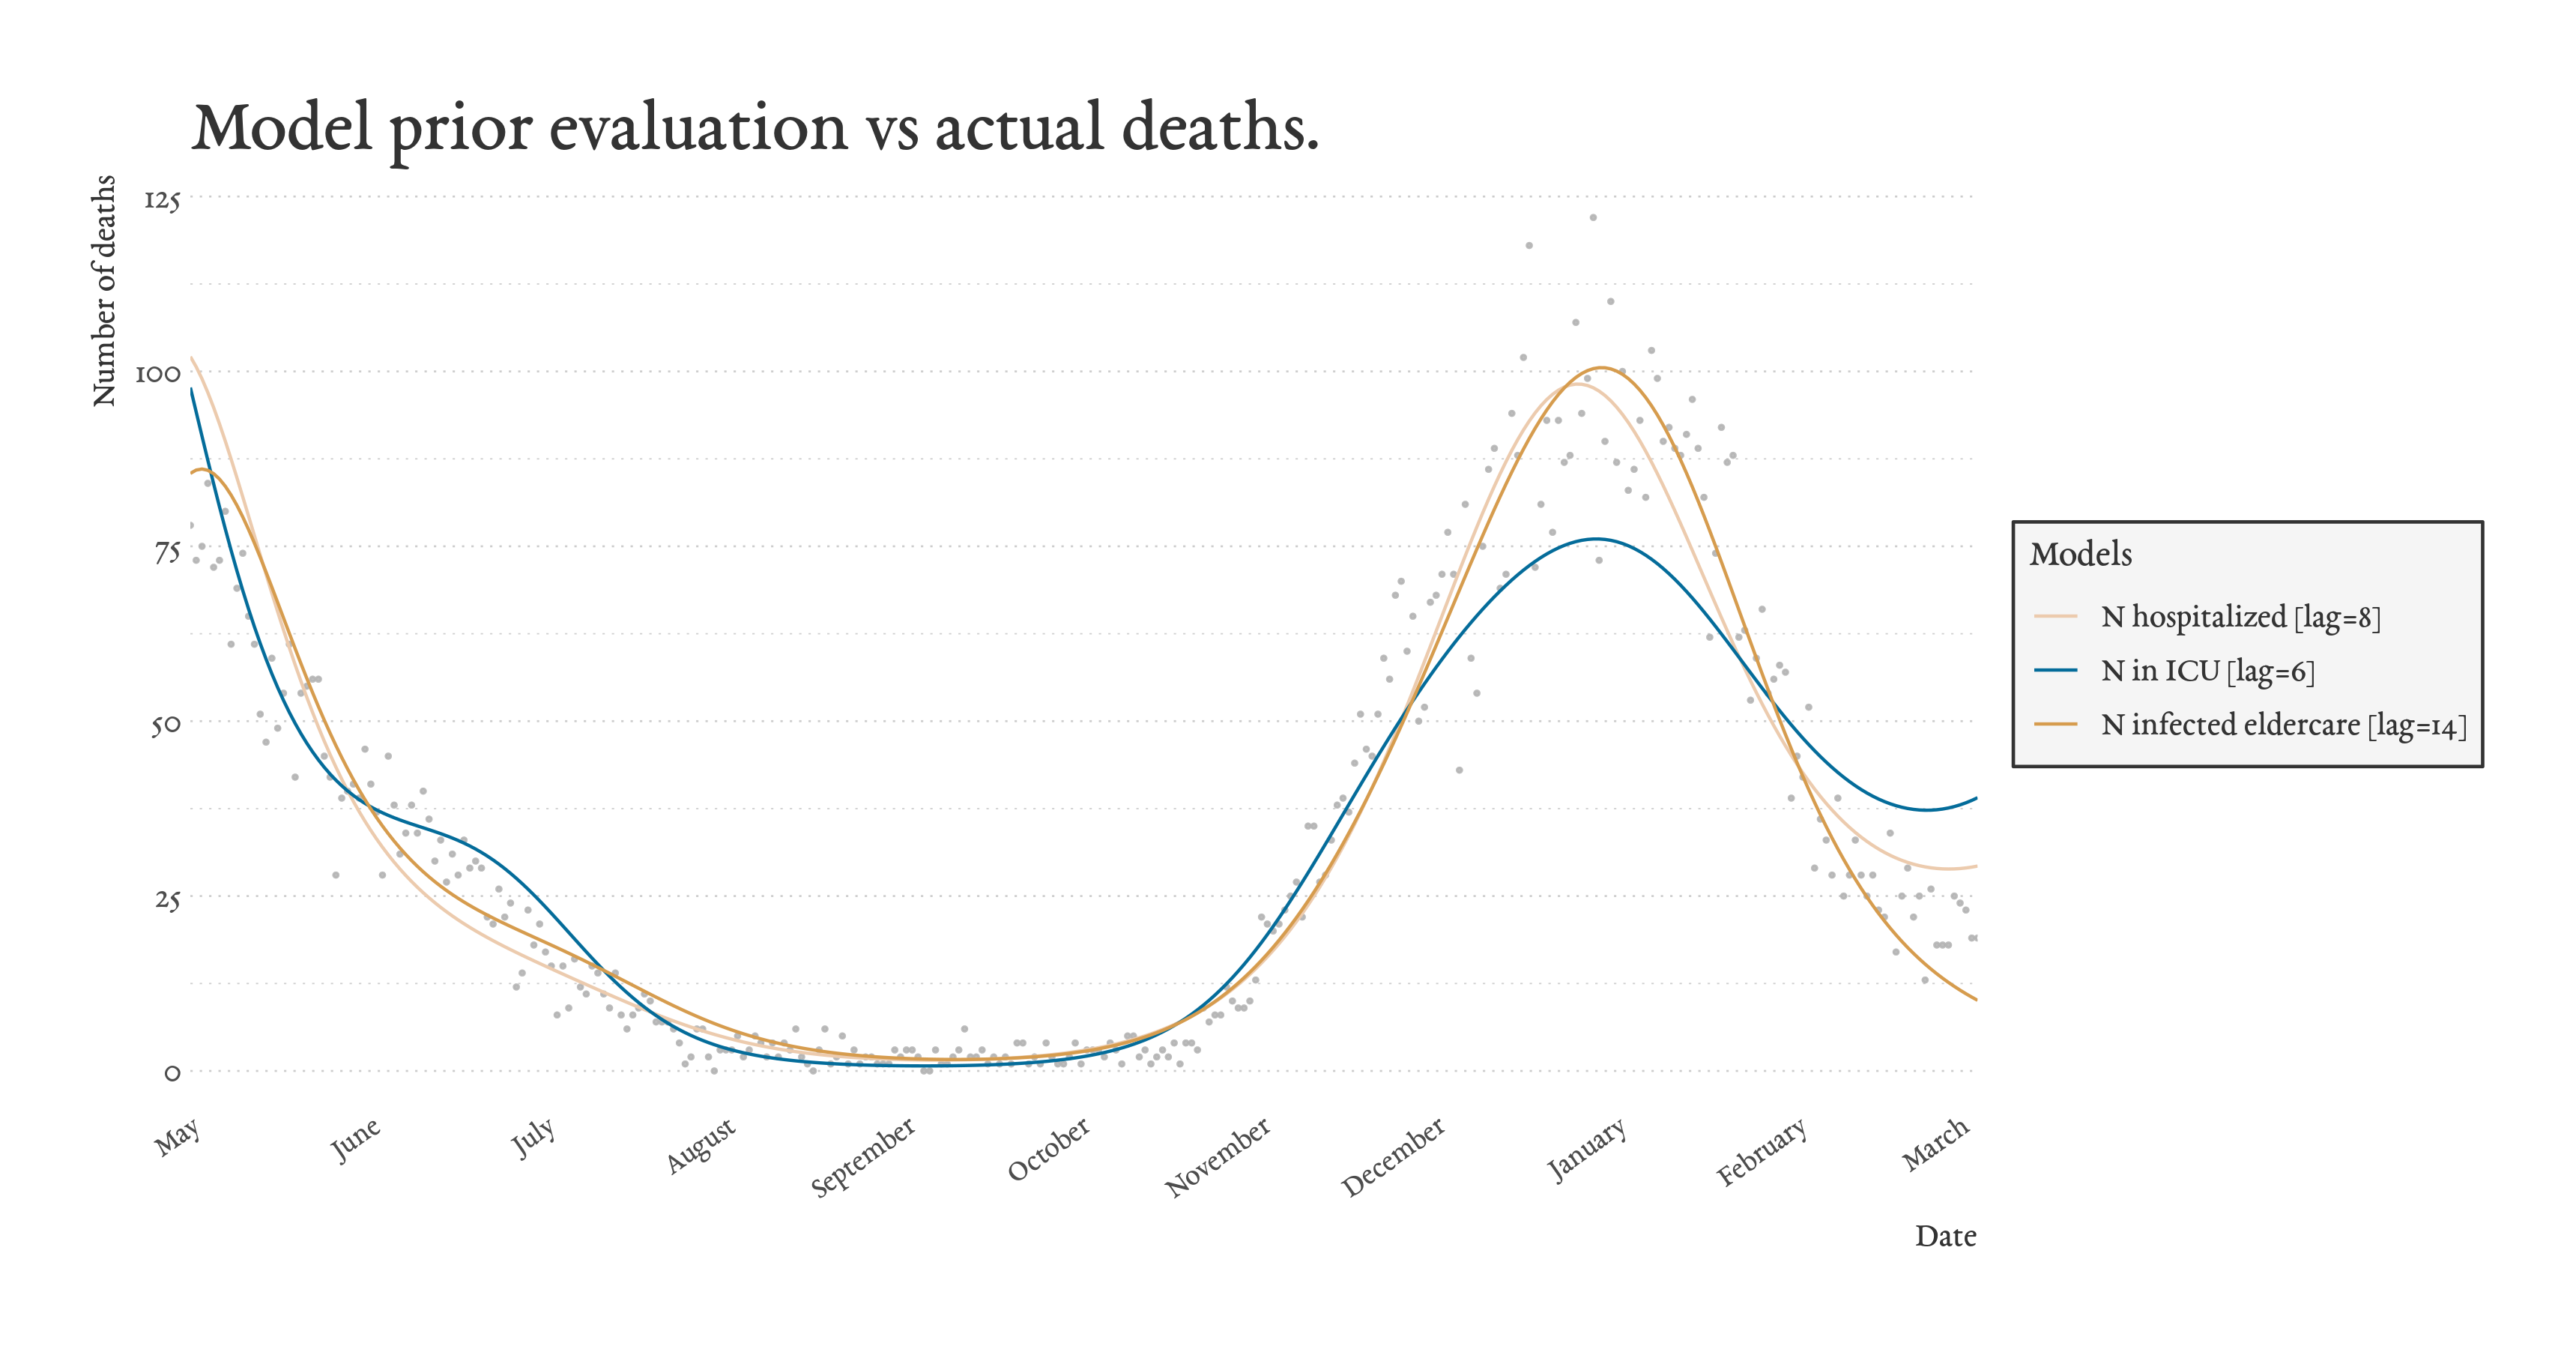 Model prior evaluation vs actual deaths.
Number of deaths
125
100
75
50
25
0
May
June
July
August
September
October
November
December
January
February
March
Date
Models
N hospitalized [lag=8]
N in ICU [lag=6]
N infected eldercare [lag=14]